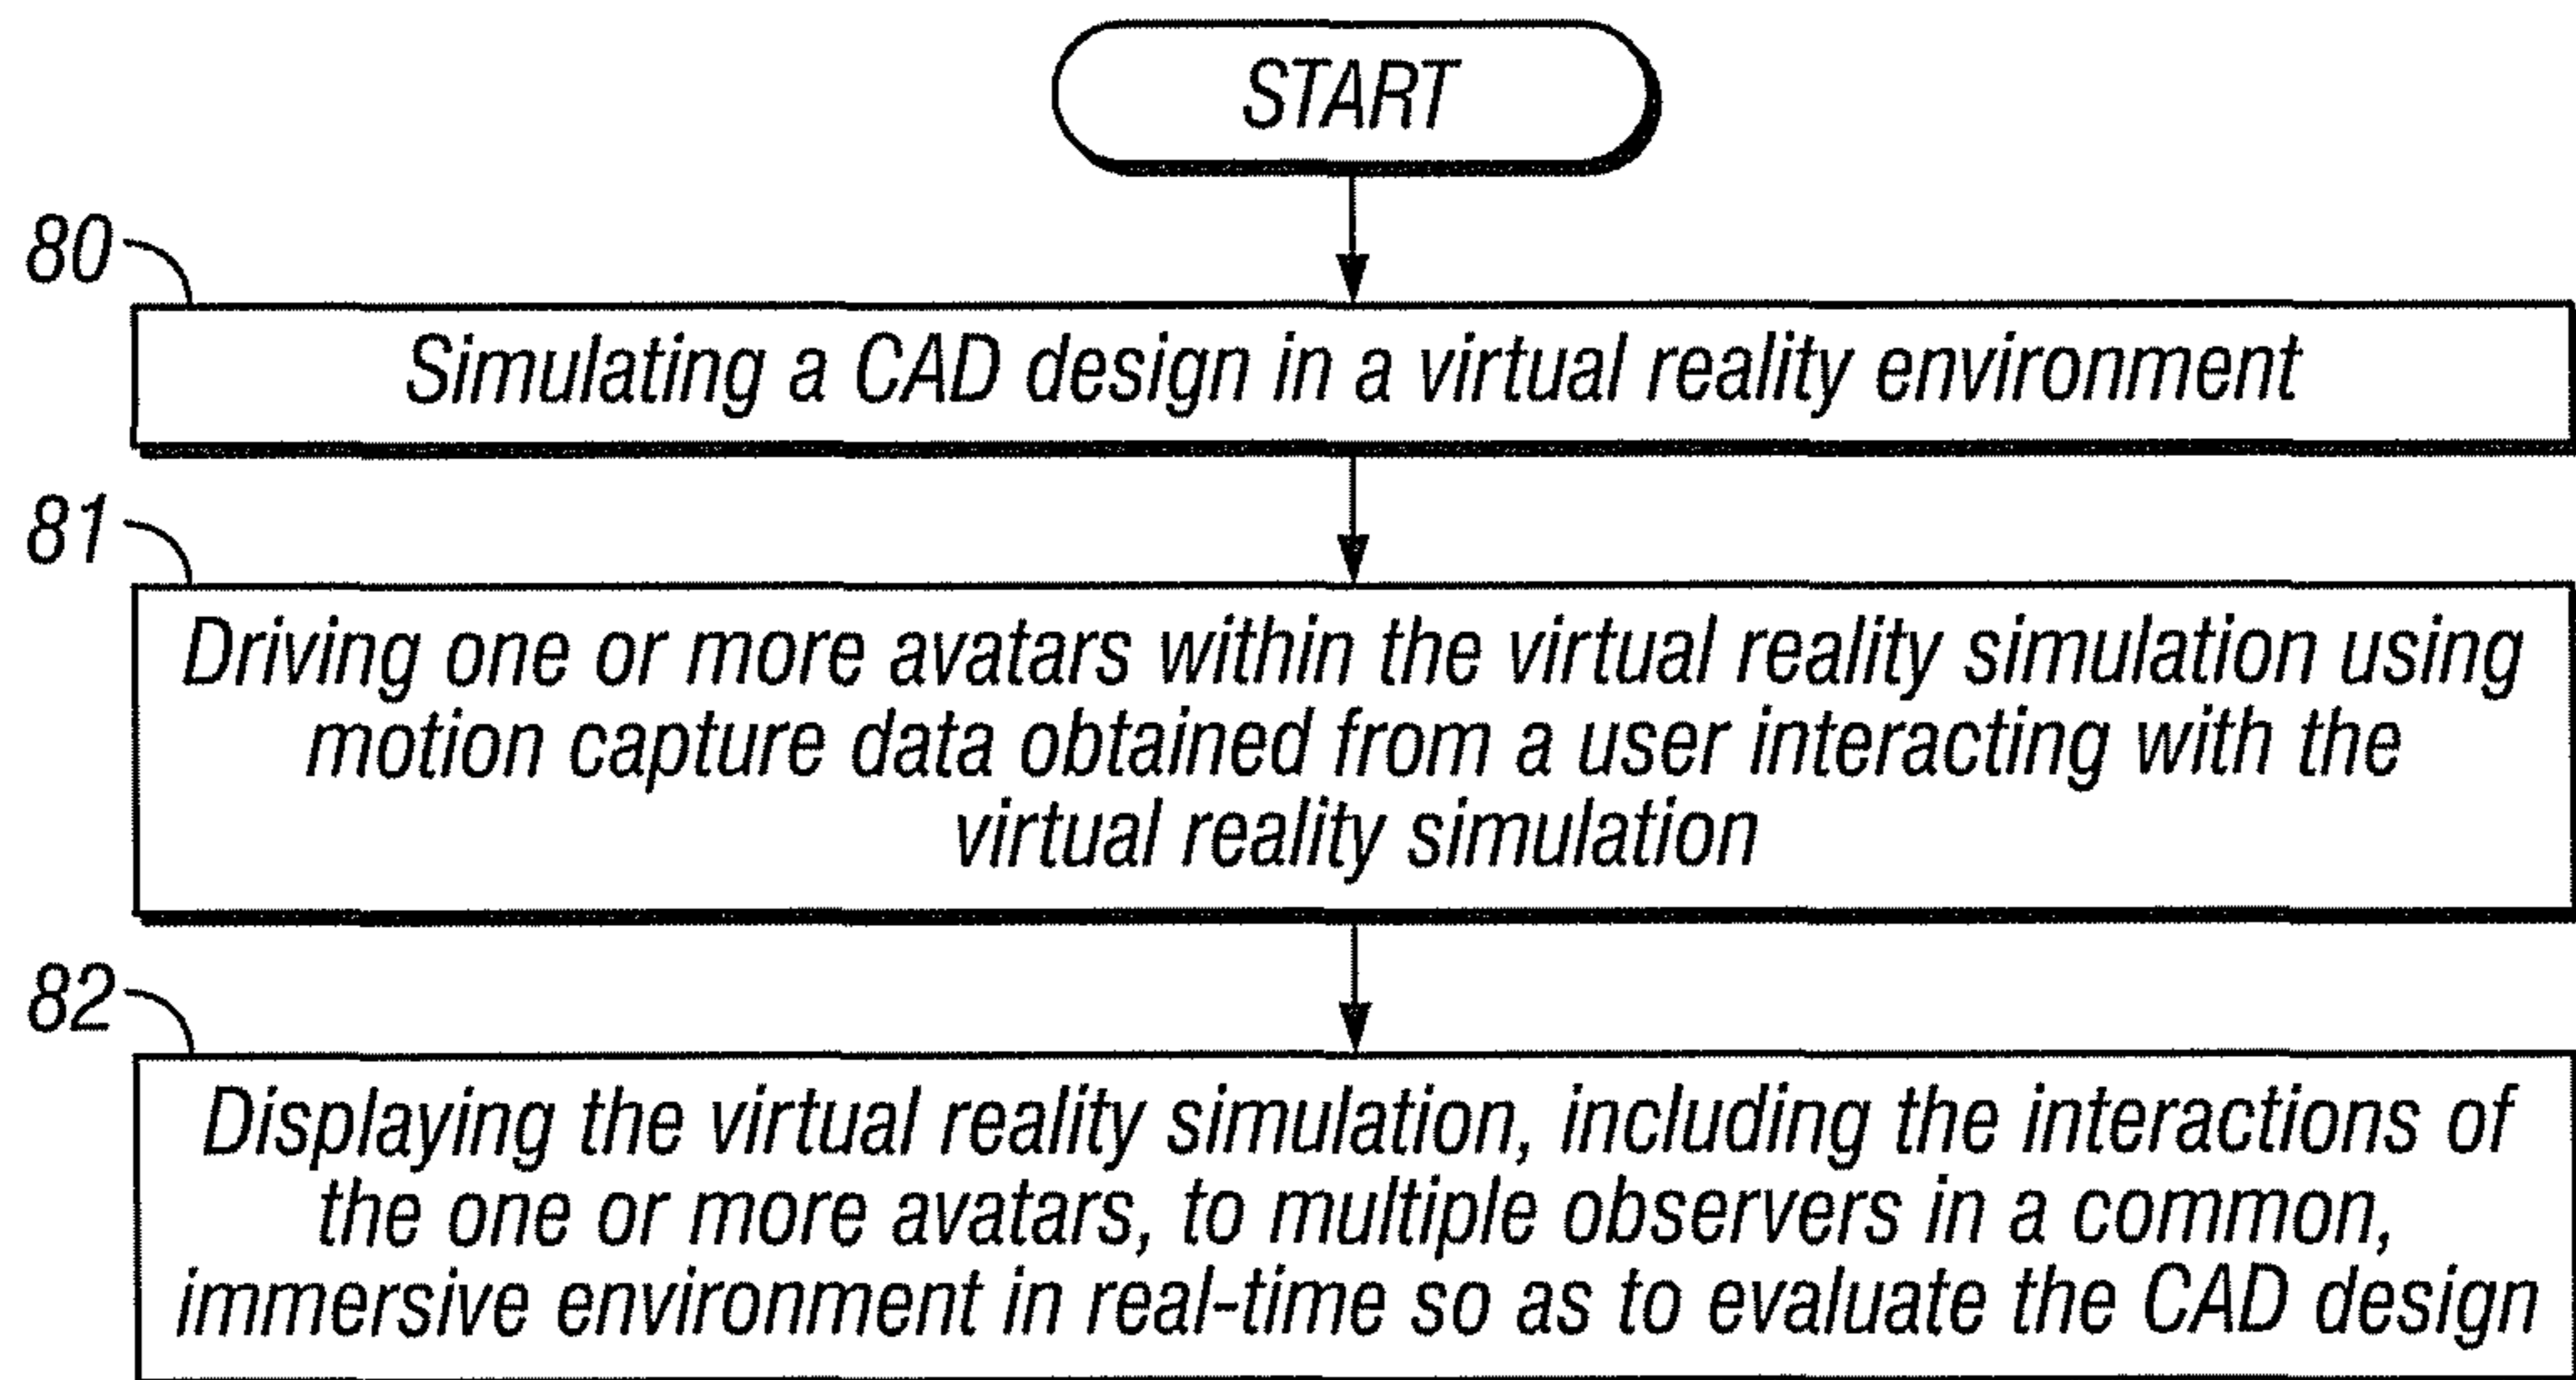 START
80
Simulating a CAD design in a virtual reality environment
81
Driving one or more avatars within the virtual reality simulation using
motion capture data obtained from a user interacting with the
virtual reality simulation
82
Displaying the virtual reality simulation, including the interactions of
the one or more avatars, to multiple observers in a common,
immersive environment in real-time so as to evaluate the CAD design